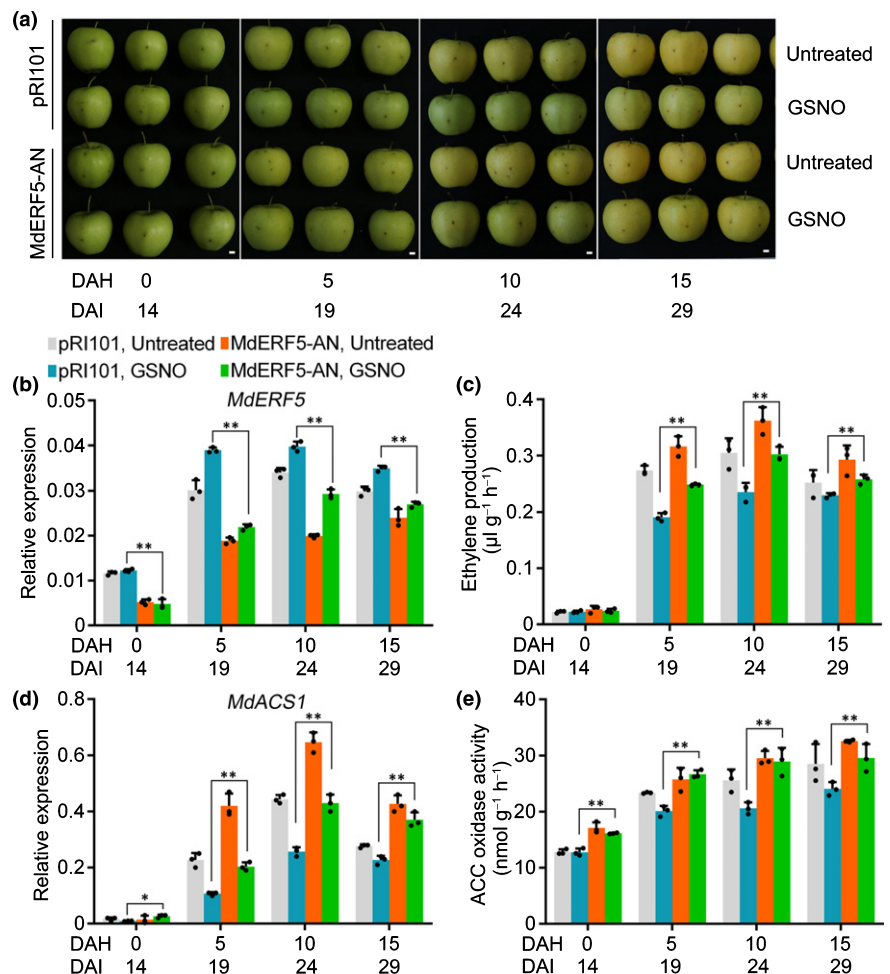 (a)
pRI101
MdERF5-AN
Untreated
GSNO
Untreated
GSNO
DAH 0 5 10 15
DAI 14 19 24 29
pRI101, Untreated MdERF5-AN, Untreated
pRI101, GSNO MdERF5-AN, GSNO
(b)
MdERF5
Relative expression
0.05
0.04
0.03
0.02
0.01
0
** ** ** **
DAH 0 5 10 15
DAI 14 19 24 29
(c)
Ethylene production
(µl g⁻¹ h⁻¹)
0.4
0.3
0.2
0.1
0
** ** **
DAH 0 5 10 15
DAI 14 19 24 29
(d)
MdACS1
Relative expression
0.8
0.6
0.4
0.2
0
* ** ** **
DAH 0 5 10 15
DAI 14 19 24 29
(e)
ACC oxidase activity
(nmol g⁻¹ h⁻¹)
40
30
20
10
0
** ** ** **
DAH 0 5 10 15
DAI 14 19 24 29